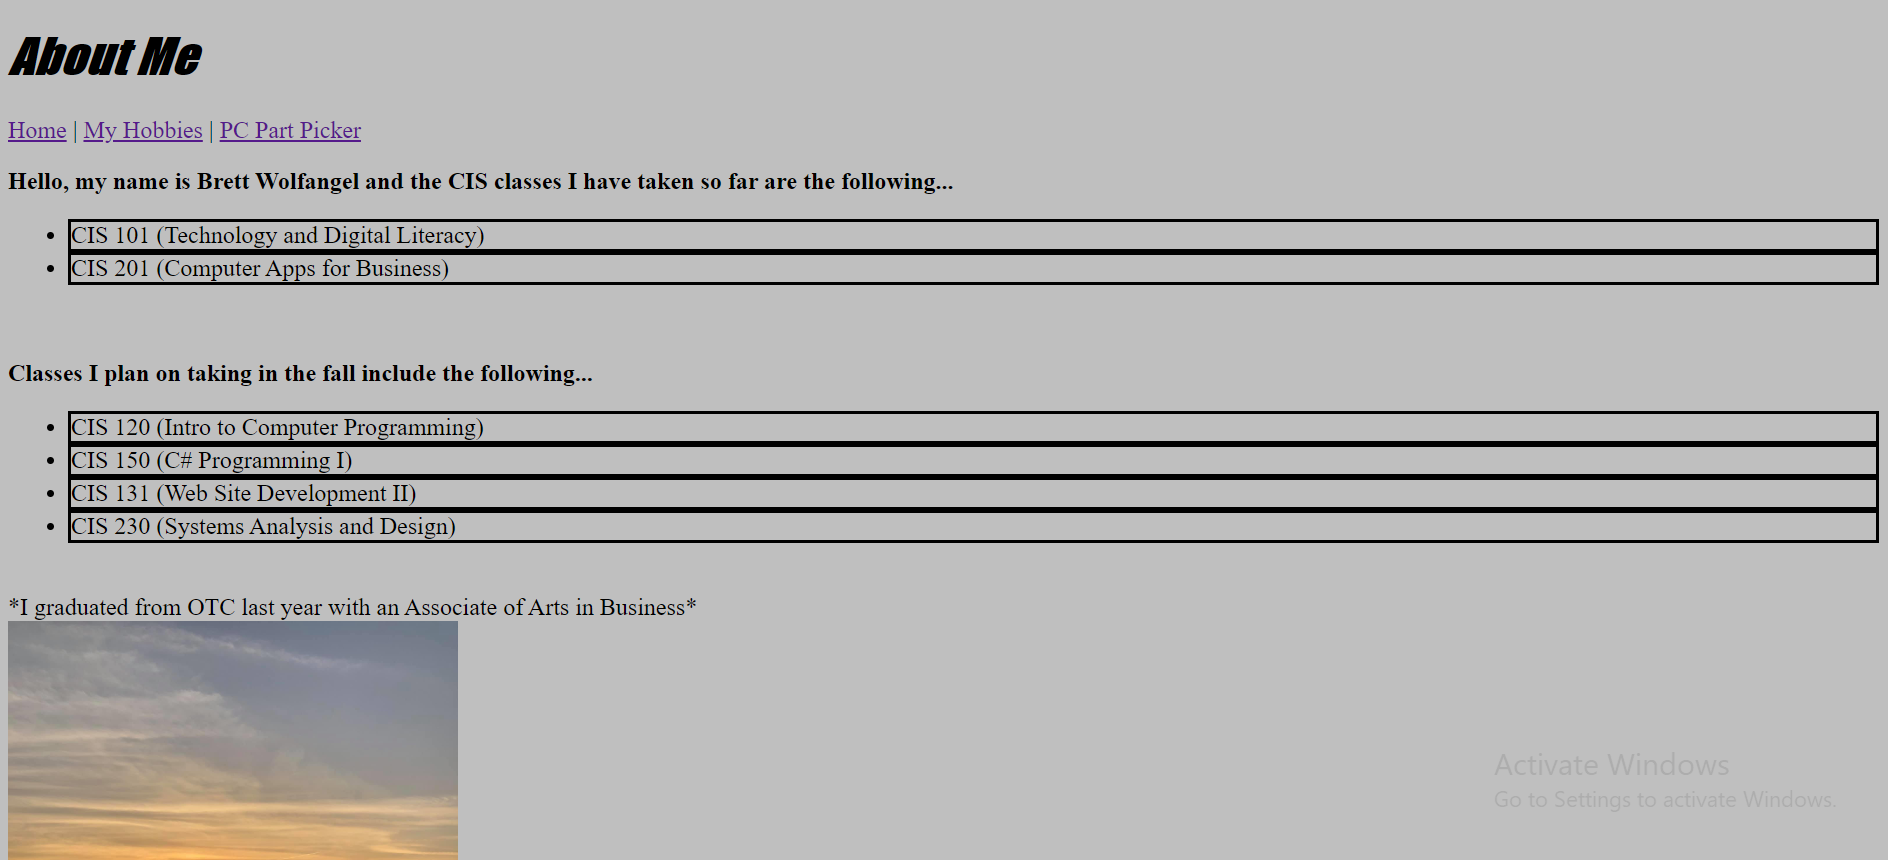 About Me
Home | My Hobbies | PC Part Picker
Hello, my name is Brett Wolfangel and the CIS classes I have taken so far are the following...
CIS 101 (Technology and Digital Literacy)
CIS 201 (Computer Apps for Business)
Classes I plan on taking in the fall include the following...
CIS 120 (Intro to Computer Programming)
CIS 150 (C# Programming I)
CIS 131 (Web Site Development II)
CIS 230 (Systems Analysis and Design)
*I graduated from OTC last year with an Associate of Arts in Business*
Activate Windows
Go to Settings to activate Windows.